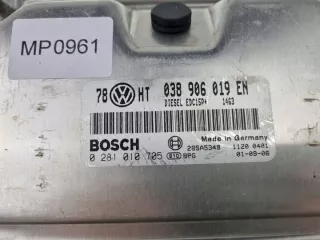 MP0961
78 HT 038 906 019 EN
DIESEL EDC15P+ 1463
Made in Germany
BOSCH
28SA5348 1120 0401
0 281 010 705 BPG 01-09-06